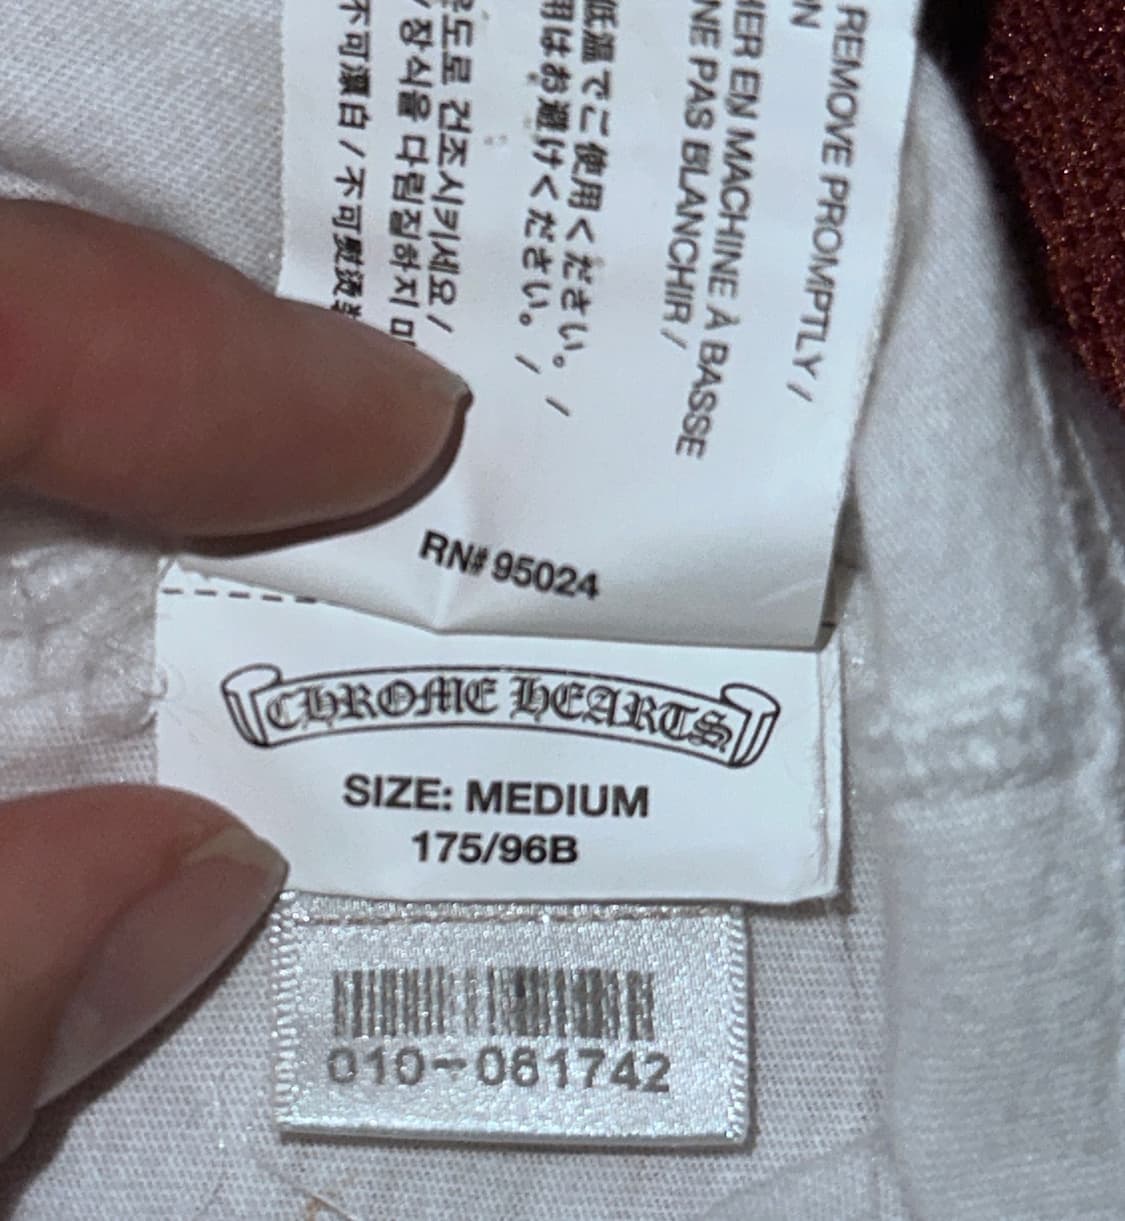 REMOVE PROMPTLY /
HER EN MACHINE À BASSE
NE PAS BLANCHIR /
低温でご使用ください。 /
用はお避けください。 /
도로 건조시키세요 /
장식을 다림질하지
不可漂白 / 不可熨烫
RN# 95024
CHROME HEARTS
SIZE: MEDIUM
175/96B
010-061742